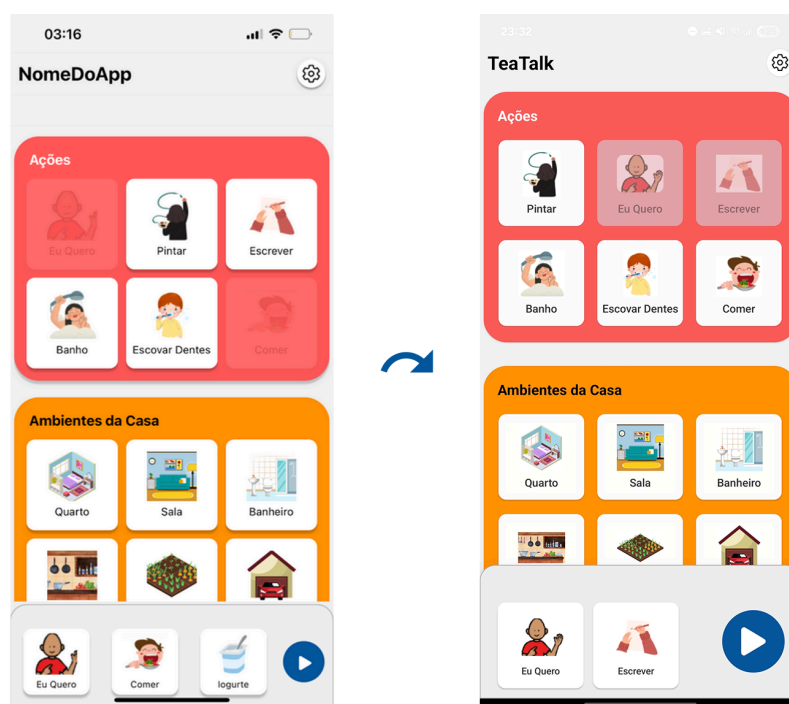 03:16
NomeDoApp
Ações
Eu Quero
Pintar
Escrever
Banho
Escovar Dentes
Comer
Ambientes da Casa
Quarto
Sala
Banheiro
Eu Quero
Comer
Iogurte
23:32
TeaTalk
Ações
Pintar
Eu Quero
Escrever
Banho
Escovar Dentes
Comer
Ambientes da Casa
Quarto
Sala
Banheiro
Eu Quero
Escrever